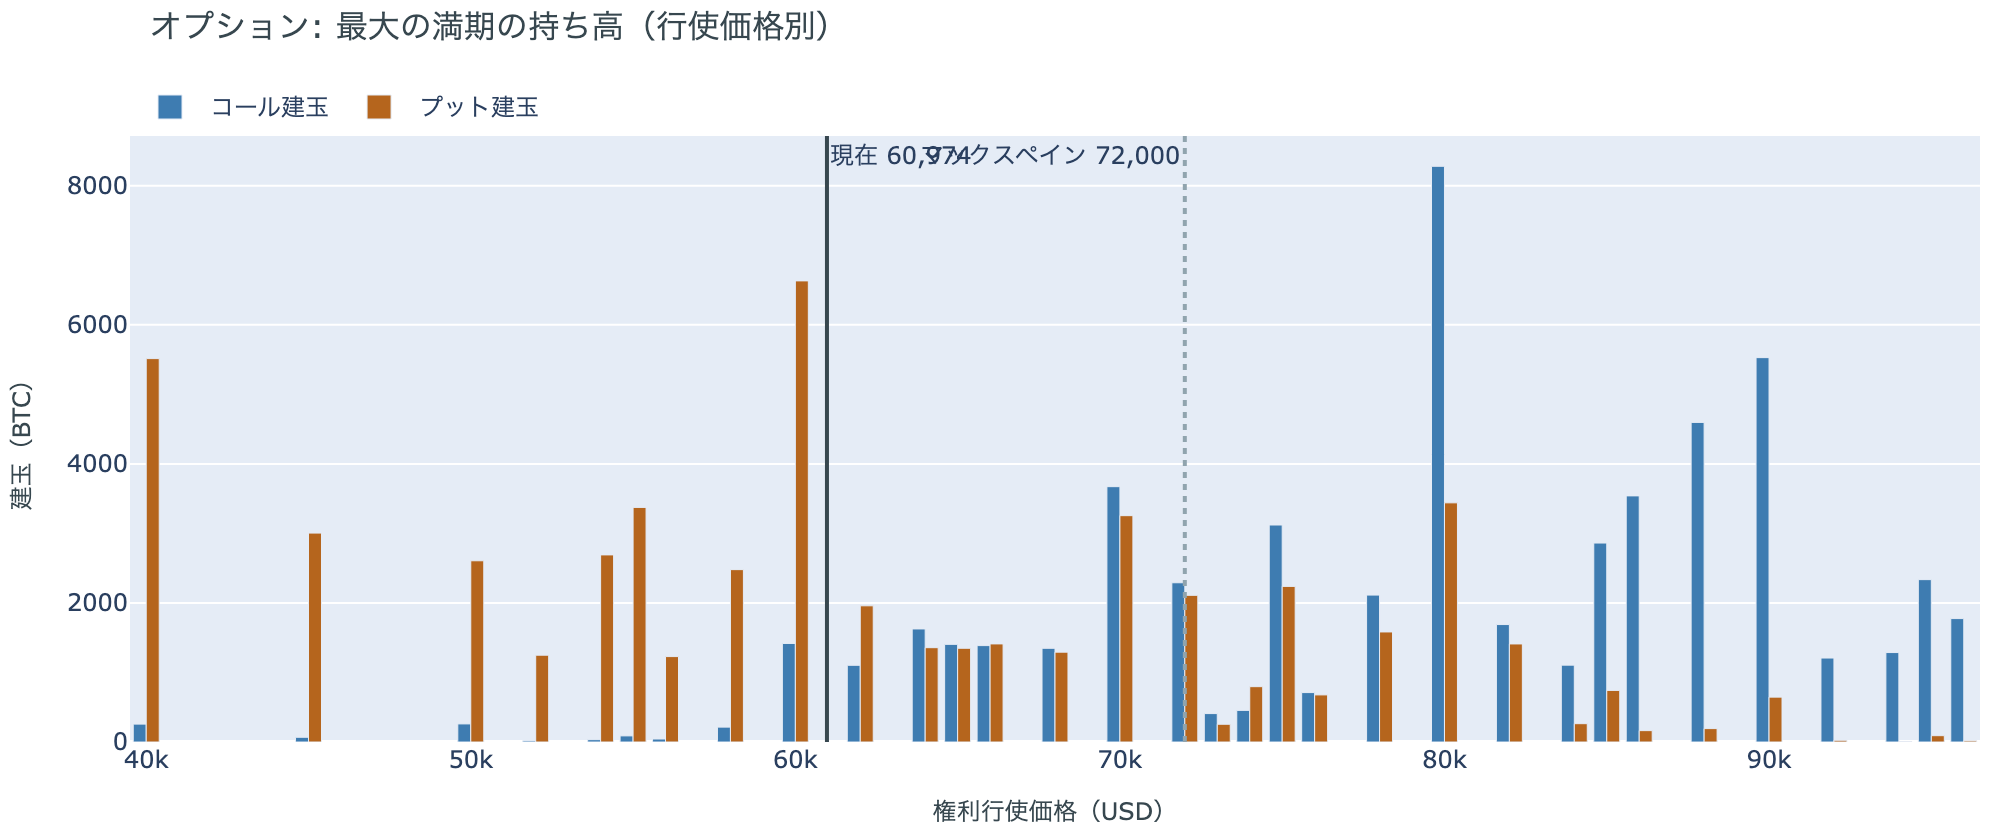 オプション: 最大の満期の持ち高（行使価格別）
コール建玉
プット建玉
現在 60,974
マックスペイン 72,000
建玉（BTC）
8000
6000
4000
2000
0
40k
50k
60k
70k
80k
90k
権利行使価格（USD）